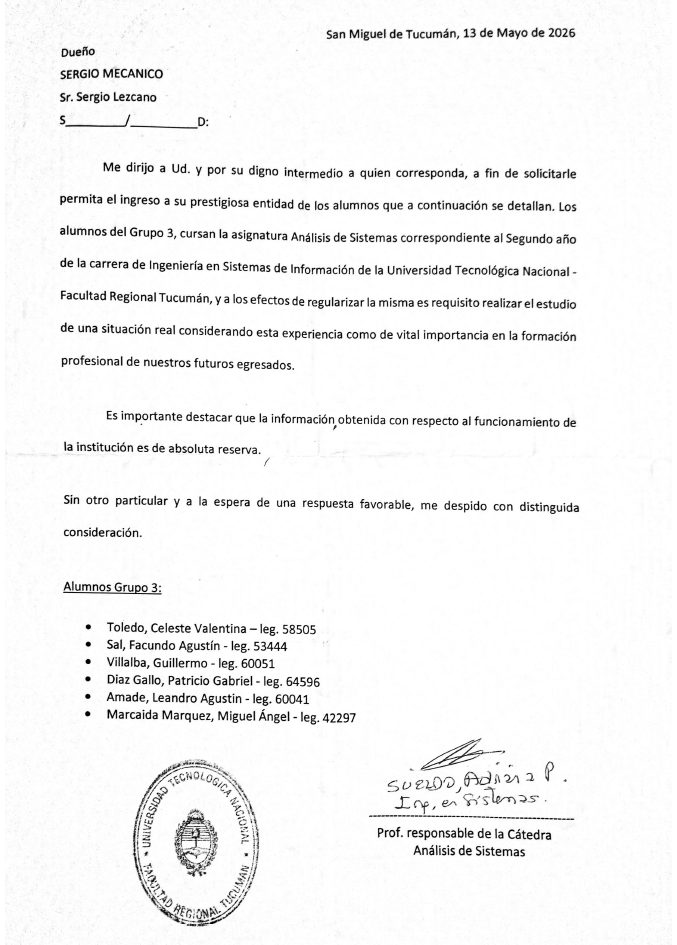 San Miguel de Tucumán, 13 de Mayo de 2026
Dueño
SERGIO MECANICO
Sr. Sergio Lezcano
S_________/__________D:
Me dirijo a Ud. y por su digno intermedio a quien corresponda, a fin de solicitarle
permita el ingreso a su prestigiosa entidad de los alumnos que a continuación se detallan. Los
alumnos del Grupo 3, cursan la asignatura Análisis de Sistemas correspondiente al Segundo año
de la carrera de Ingeniería en Sistemas de Información de la Universidad Tecnológica Nacional -
Facultad Regional Tucumán, y a los efectos de regularizar la misma es requisito realizar el estudio
de una situación real considerando esta experiencia como de vital importancia en la formación
profesional de nuestros futuros egresados.
Es importante destacar que la información obtenida con respecto al funcionamiento de
la institución es de absoluta reserva.
Sin otro particular y a la espera de una respuesta favorable, me despido con distinguida
consideración.
Alumnos Grupo 3:
• Toledo, Celeste Valentina – leg. 58505
• Sal, Facundo Agustín - leg. 53444
• Villalba, Guillermo - leg. 60051
• Diaz Gallo, Patricio Gabriel - leg. 64596
• Amade, Leandro Agustin - leg. 60041
• Marcaida Marquez, Miguel Ángel - leg. 42297
SUELDO, Adriana P.
Ing. en Sistemas.
Prof. responsable de la Cátedra
Análisis de Sistemas
UNIVERSIDAD TECNOLOGICA NACIONAL
* FACULTAD REGIONAL TUCUMAN *